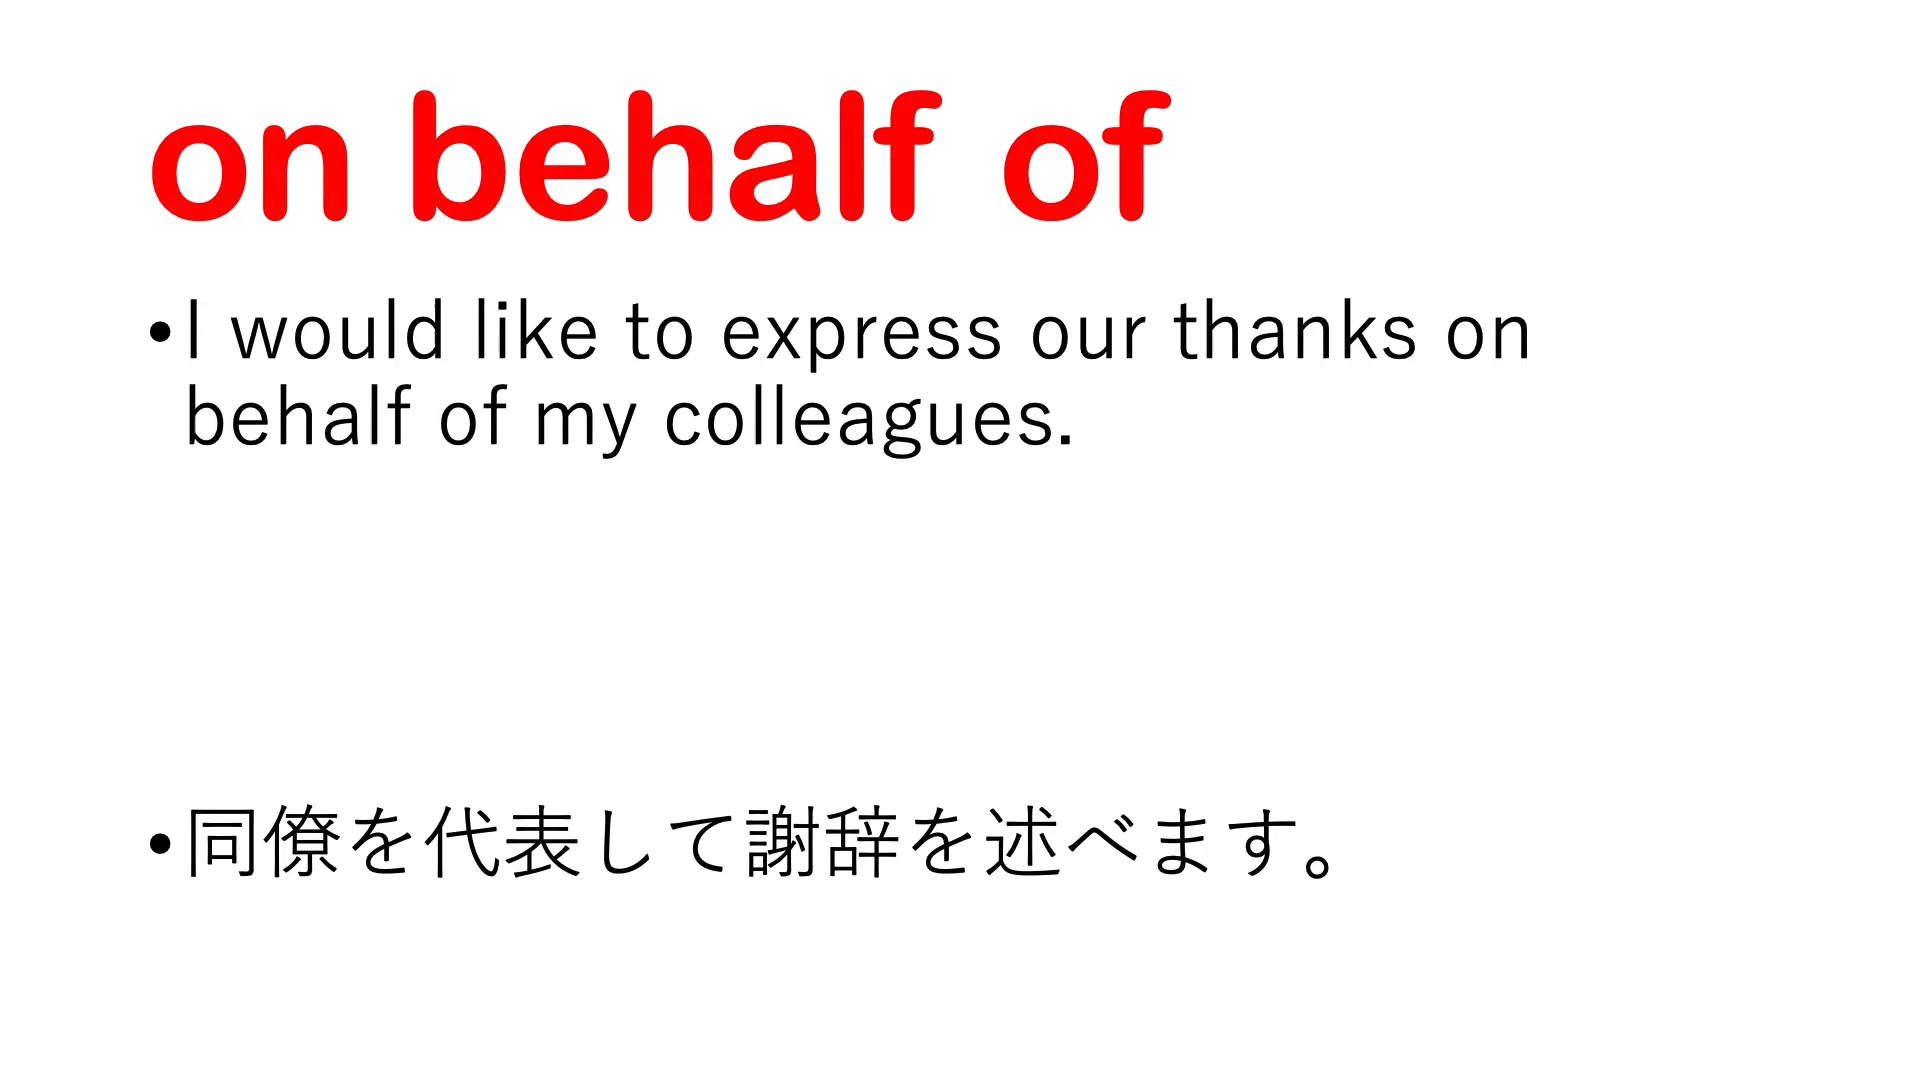 on behalf of
•I would like to express our thanks on
behalf of my colleagues.
•同僚を代表して謝辞を述べます。